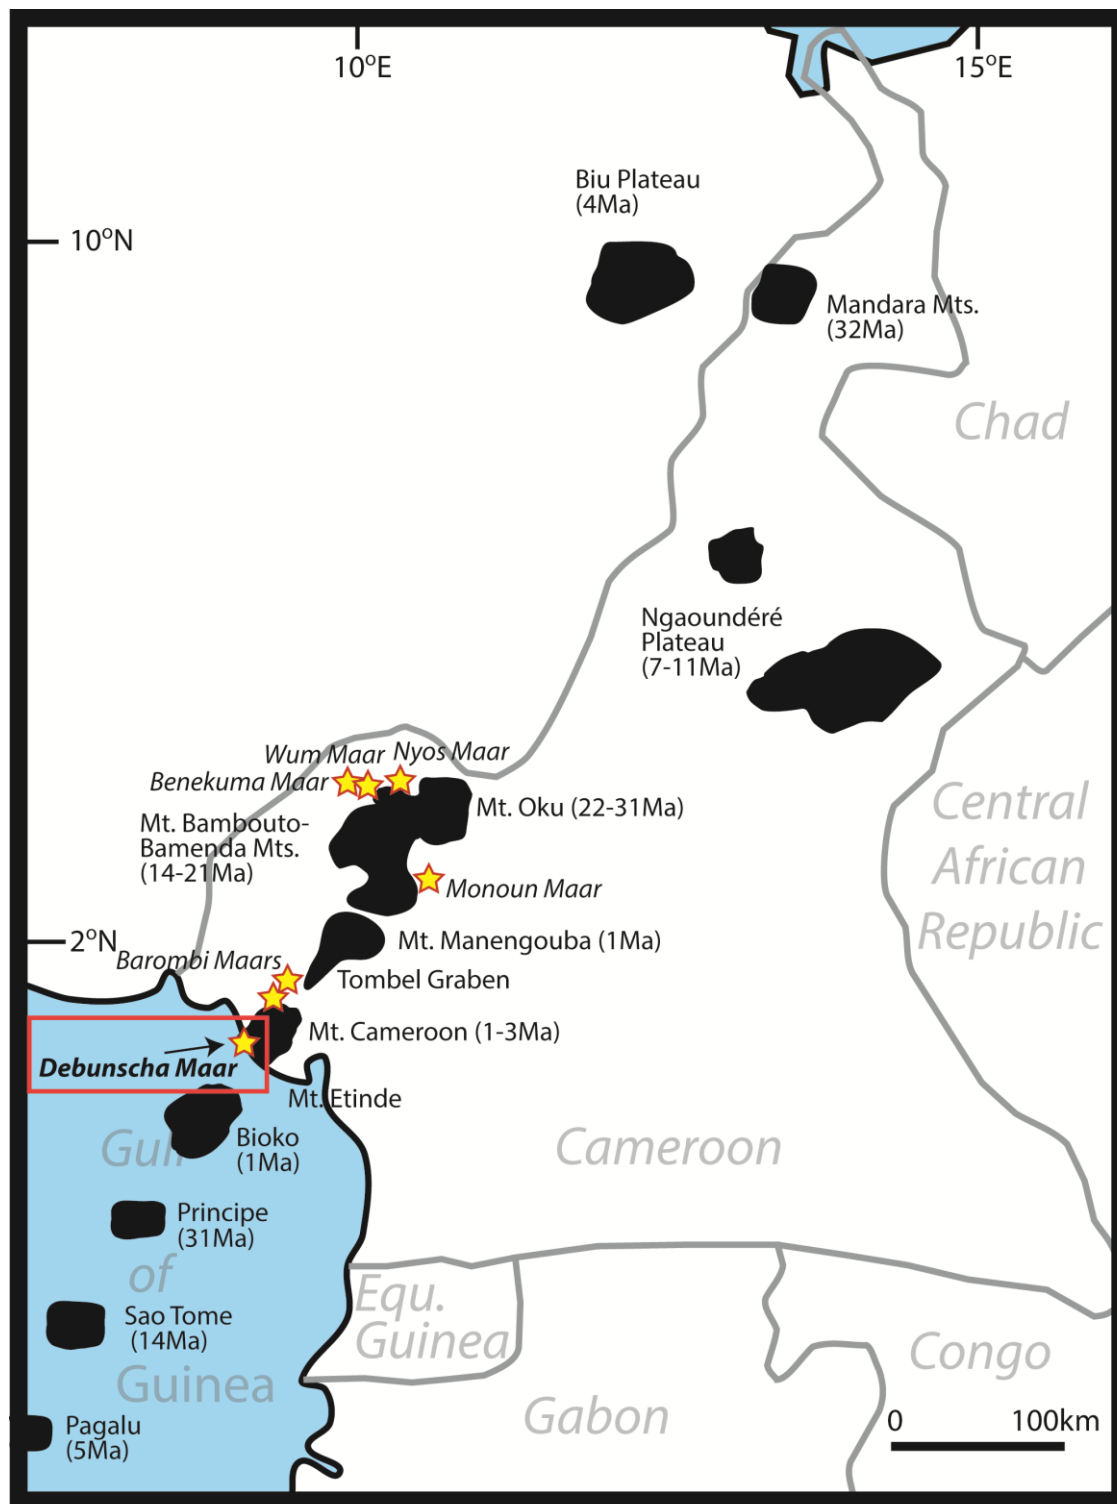 10°E
15°E
Biu Plateau
(4Ma)
10°N
Mandara Mts.
(32Ma)
Chad
Ngaoundéré
Plateau
(7-11Ma)
Wum Maar
Nyos Maar
Benekuma Maar
Mt. Oku (22-31Ma)
Mt. Bambouto-
Bamenda Mts.
(14-21Ma)
Central
African
Republic
Monoun Maar
2°N
Mt. Manengouba (1Ma)
Barombi Maars
Tombel Graben
Mt. Cameroon (1-3Ma)
Debunscha Maar
Mt. Etinde
Gulf
Bioko
(1Ma)
Cameroon
Principe
(31Ma)
of
Sao Tome
(14Ma)
Equ.
Guinea
Guinea
Congo
Gabon
Pagalu
(5Ma)
0
100km